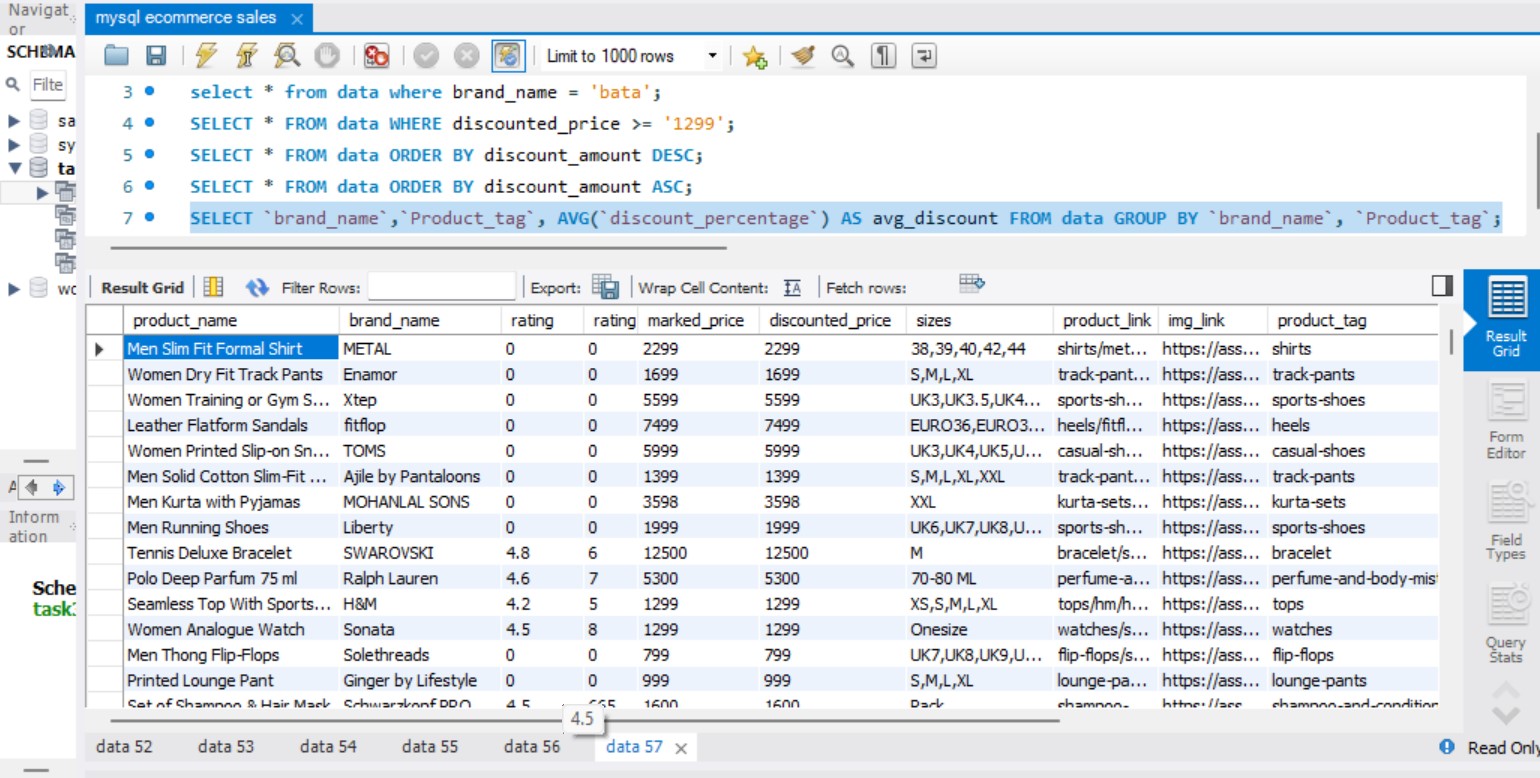 Navigat
or
mysql ecommerce sales
SCHEMA
Limit to 1000 rows
Filte
3 select * from data where brand_name = 'bata';
4 SELECT * FROM data WHERE discounted_price >= '1299';
5 SELECT * FROM data ORDER BY discount_amount DESC;
6 SELECT * FROM data ORDER BY discount_amount ASC;
7 SELECT `brand_name`,`Product_tag`, AVG(`discount_percentage`) AS avg_discount FROM data GROUP BY `brand_name`, `Product_tag`;
sa
sy
ta
wc
Result Grid Filter Rows: Export: Wrap Cell Content: Fetch rows:
product_name brand_name rating rating marked_price discounted_price sizes product_link img_link product_tag
Men Slim Fit Formal Shirt METAL 0 0 2299 2299 38,39,40,42,44 shirts/met... https://ass... shirts
Women Dry Fit Track Pants Enamor 0 0 1699 1699 S,M,L,XL track-pant... https://ass... track-pants
Women Training or Gym S... Xtep 0 0 5599 5599 UK3,UK3.5,UK4... sports-sh... https://ass... sports-shoes
Leather Flatform Sandals fitflop 0 0 7499 7499 EURO36,EURO3... heels/fitfl... https://ass... heels
Women Printed Slip-on Sn... TOMS 0 0 5999 5999 UK3,UK4,UK5,U... casual-sh... https://ass... casual-shoes
Men Solid Cotton Slim-Fit ... Ajile by Pantaloons 0 0 1399 1399 S,M,L,XL,XXL track-pant... https://ass... track-pants
Men Kurta with Pyjamas MOHANLAL SONS 0 0 3598 3598 XXL kurta-sets... https://ass... kurta-sets
Men Running Shoes Liberty 0 0 1999 1999 UK6,UK7,UK8,U... sports-sh... https://ass... sports-shoes
Tennis Deluxe Bracelet SWAROVSKI 4.8 6 12500 12500 M bracelet/s... https://ass... bracelet
Polo Deep Parfum 75 ml Ralph Lauren 4.6 7 5300 5300 70-80 ML perfume-a... https://ass... perfume-and-body-mis
Seamless Top With Sports... H&M 4.2 5 1299 1299 XS,S,M,L,XL tops/hm/h... https://ass... tops
Women Analogue Watch Sonata 4.5 8 1299 1299 Onesize watches/s... https://ass... watches
Men Thong Flip-Flops Solethreads 0 0 799 799 UK7,UK8,UK9,U... flip-flops/s... https://ass... flip-flops
Printed Lounge Pant Ginger by Lifestyle 0 0 999 999 S,M,L,XL lounge-pa... https://ass... lounge-pants
Set of Shampoo & Hair Mask Schwarzkopf PRO 4.5 1600 1600 Pack shampoo- https://ass shampoo-and-condition
4.5
A
Inform
ation
Sche
task
Result
Grid
Form
Editor
Field
Types
Query
Stats
data 52 data 53 data 54 data 55 data 56 data 57
Read Only